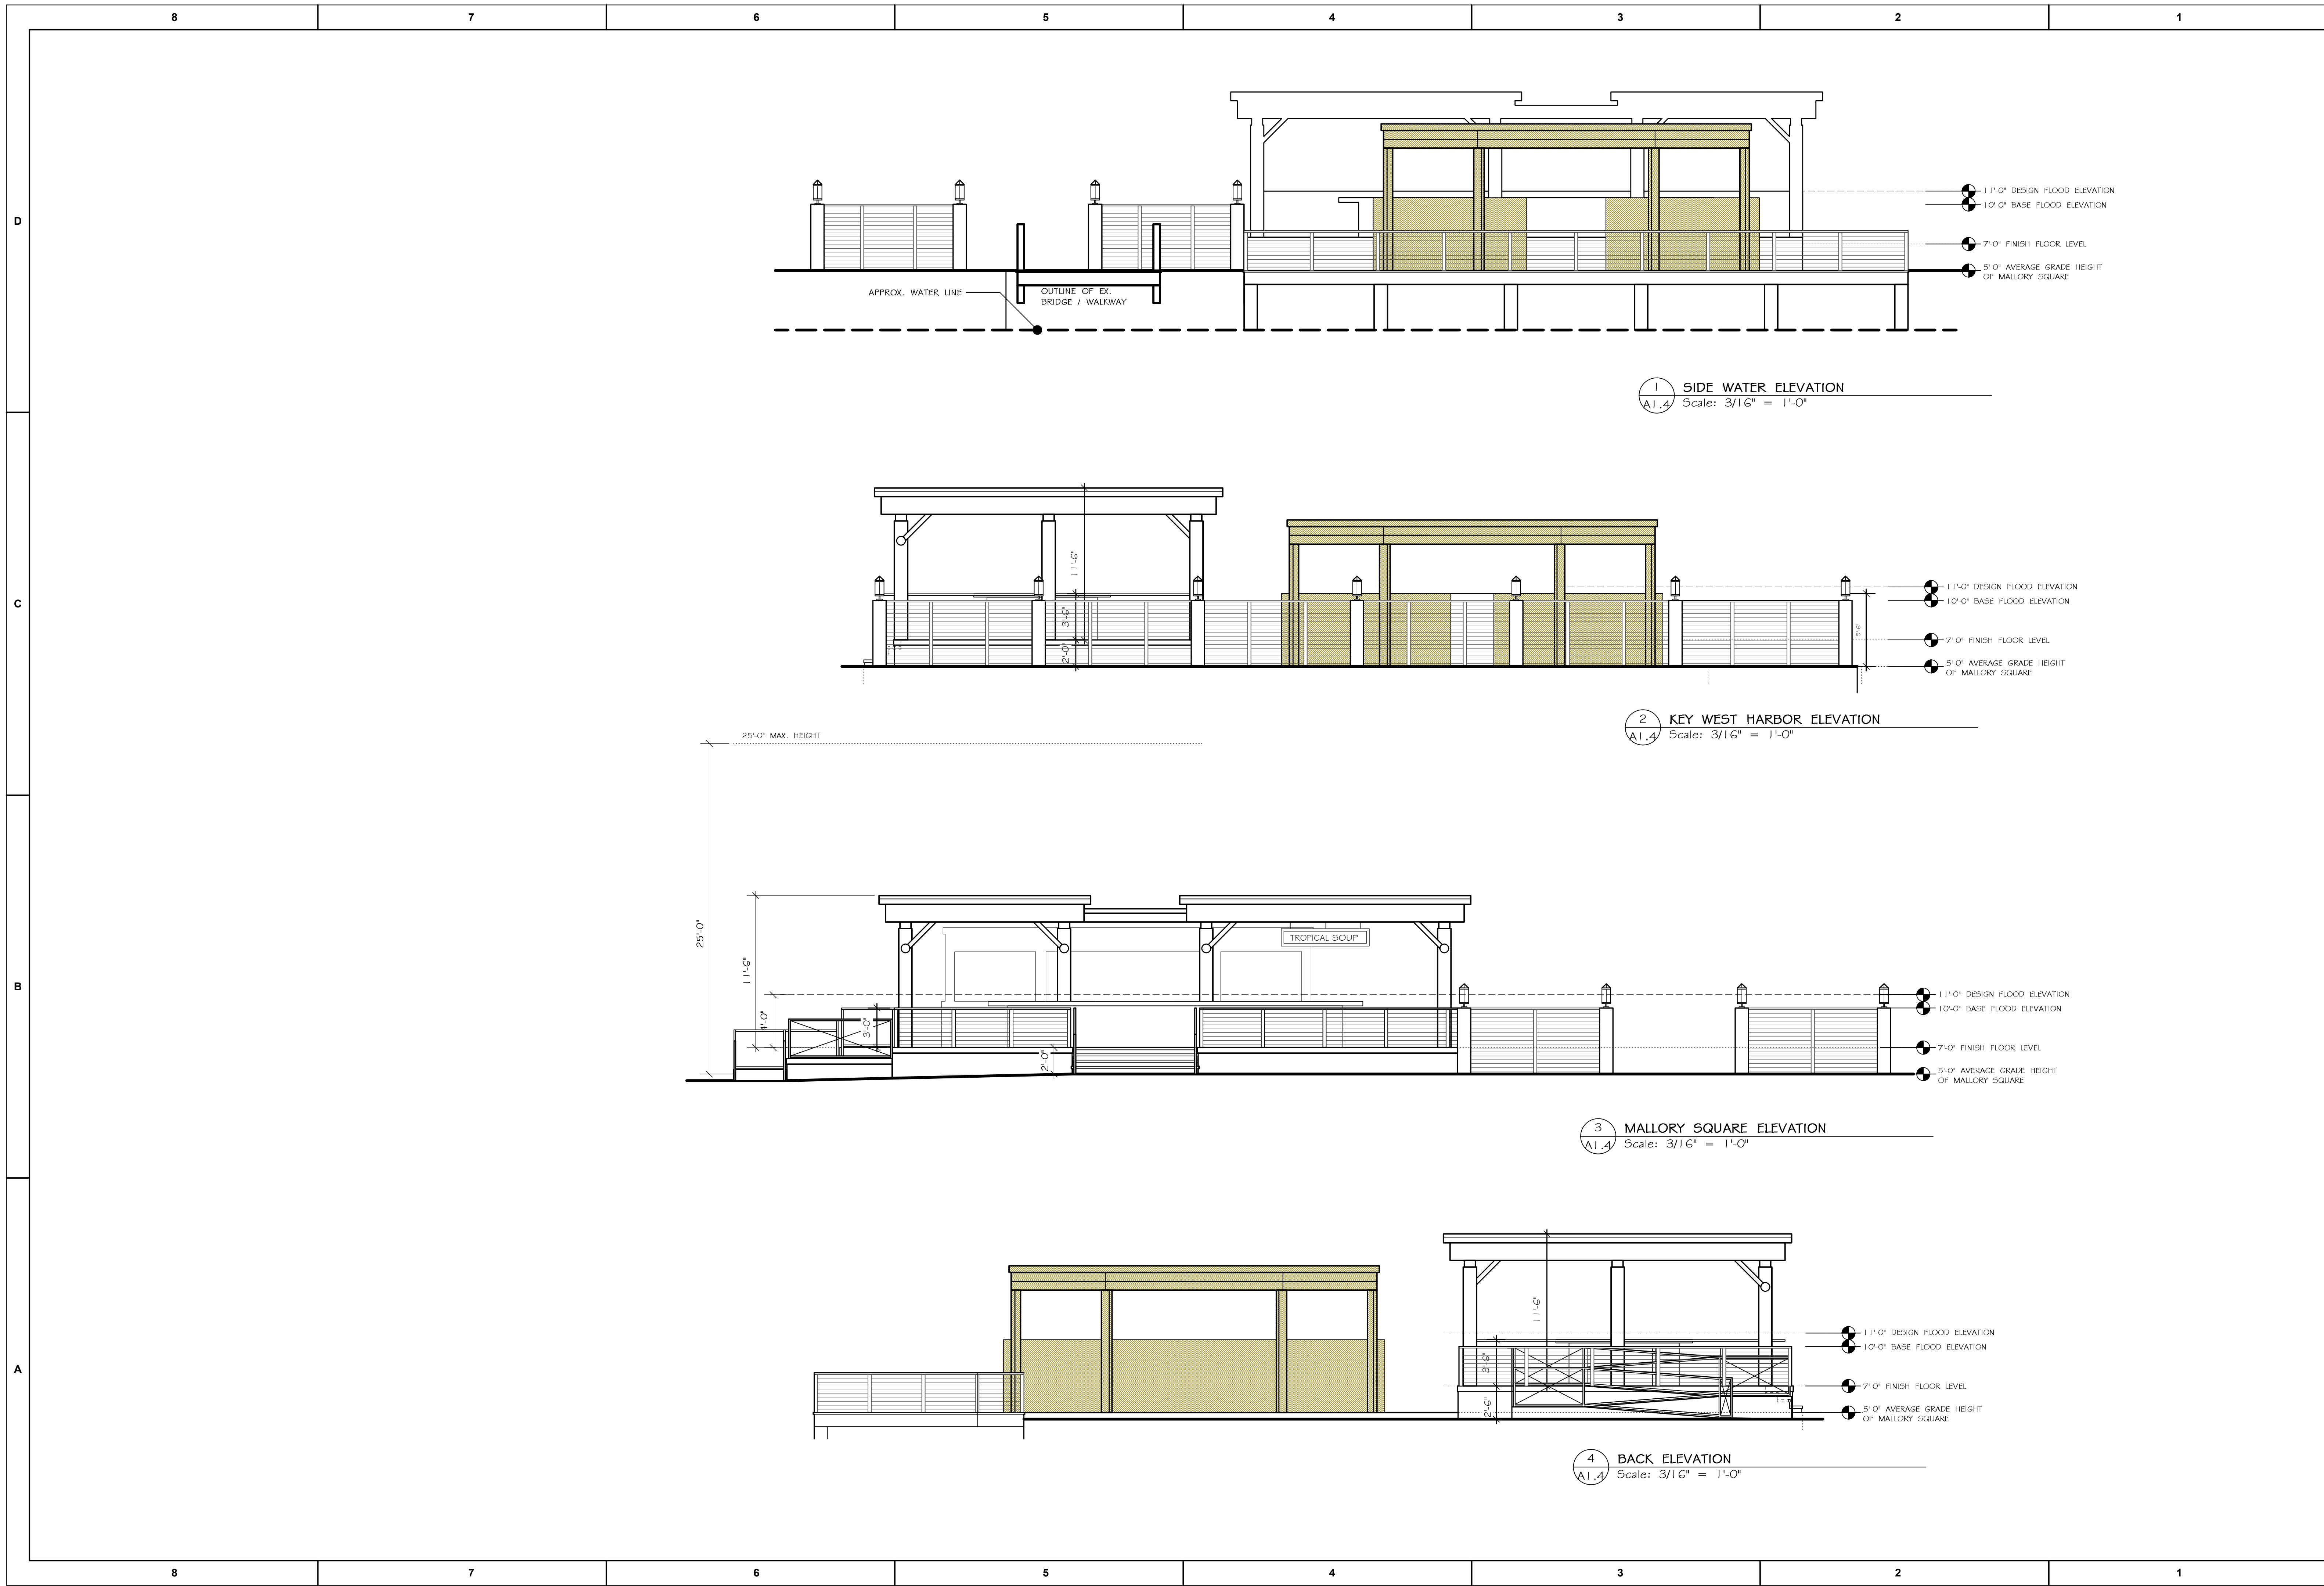 8 7 6 5 4 3 2 1
D
11'-0" DESIGN FLOOD ELEVATION
10'-0" BASE FLOOD ELEVATION
7'-0" FINISH FLOOR LEVEL
5'-0" AVERAGE GRADE HEIGHT
OF MALLORY SQUARE
APPROX. WATER LINE
OUTLINE OF EX.
BRIDGE / WALKWAY
1
A1.4
SIDE WATER ELEVATION
Scale: 3/16" = 1'-0"
C
11'-6"
3'-6"
2'-0"
5'-6"
11'-0" DESIGN FLOOD ELEVATION
10'-0" BASE FLOOD ELEVATION
7'-0" FINISH FLOOR LEVEL
5'-0" AVERAGE GRADE HEIGHT
OF MALLORY SQUARE
2
A1.4
KEY WEST HARBOR ELEVATION
Scale: 3/16" = 1'-0"
25'-0" MAX. HEIGHT
B
25'-0"
11'-6"
4'-0"
3'-0"
2'-0"
TROPICAL SOUP
11'-0" DESIGN FLOOD ELEVATION
10'-0" BASE FLOOD ELEVATION
7'-0" FINISH FLOOR LEVEL
5'-0" AVERAGE GRADE HEIGHT
OF MALLORY SQUARE
3
A1.4
MALLORY SQUARE ELEVATION
Scale: 3/16" = 1'-0"
A
11'-6"
3'-6"
2'-6"
11'-0" DESIGN FLOOD ELEVATION
10'-0" BASE FLOOD ELEVATION
7'-0" FINISH FLOOR LEVEL
5'-0" AVERAGE GRADE HEIGHT
OF MALLORY SQUARE
4
A1.4
BACK ELEVATION
Scale: 3/16" = 1'-0"
8 7 6 5 4 3 2 1